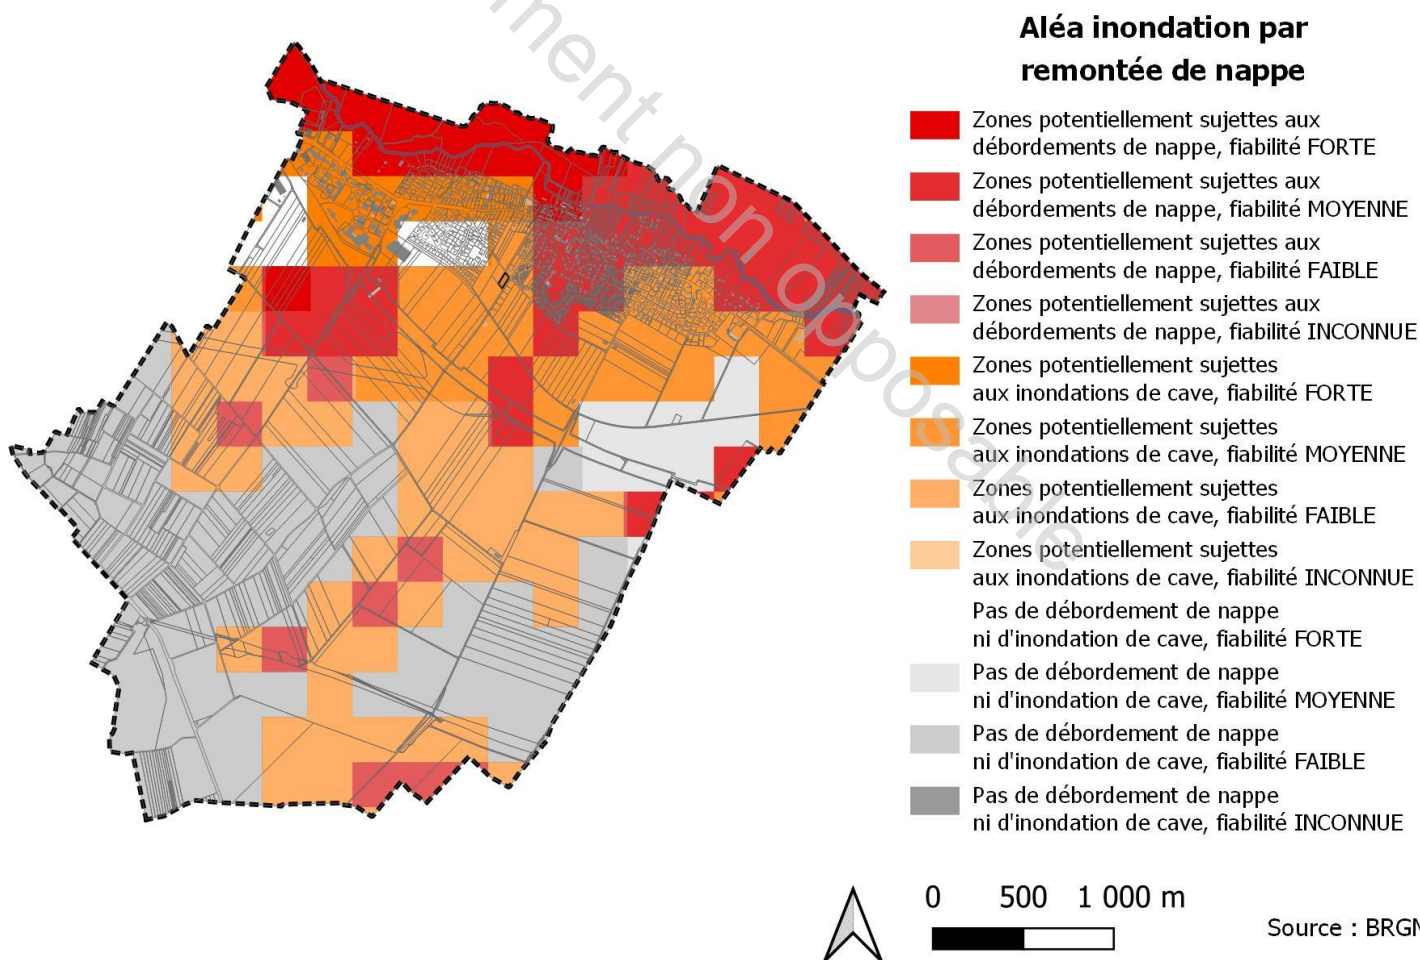 Aléa inondation par
remontée de nappe
Zones potentiellement sujettes aux
débordements de nappe, fiabilité FORTE
Zones potentiellement sujettes aux
débordements de nappe, fiabilité MOYENNE
Zones potentiellement sujettes aux
débordements de nappe, fiabilité FAIBLE
Zones potentiellement sujettes aux
débordements de nappe, fiabilité INCONNUE
Zones potentiellement sujettes
aux inondations de cave, fiabilité FORTE
Zones potentiellement sujettes
aux inondations de cave, fiabilité MOYENNE
Zones potentiellement sujettes
aux inondations de cave, fiabilité FAIBLE
Zones potentiellement sujettes
aux inondations de cave, fiabilité INCONNUE
Pas de débordement de nappe
ni d'inondation de cave, fiabilité FORTE
Pas de débordement de nappe
ni d'inondation de cave, fiabilité MOYENNE
Pas de débordement de nappe
ni d'inondation de cave, fiabilité FAIBLE
Pas de débordement de nappe
ni d'inondation de cave, fiabilité INCONNUE
0 500 1 000 m
Source : BRGM
ment non opposable